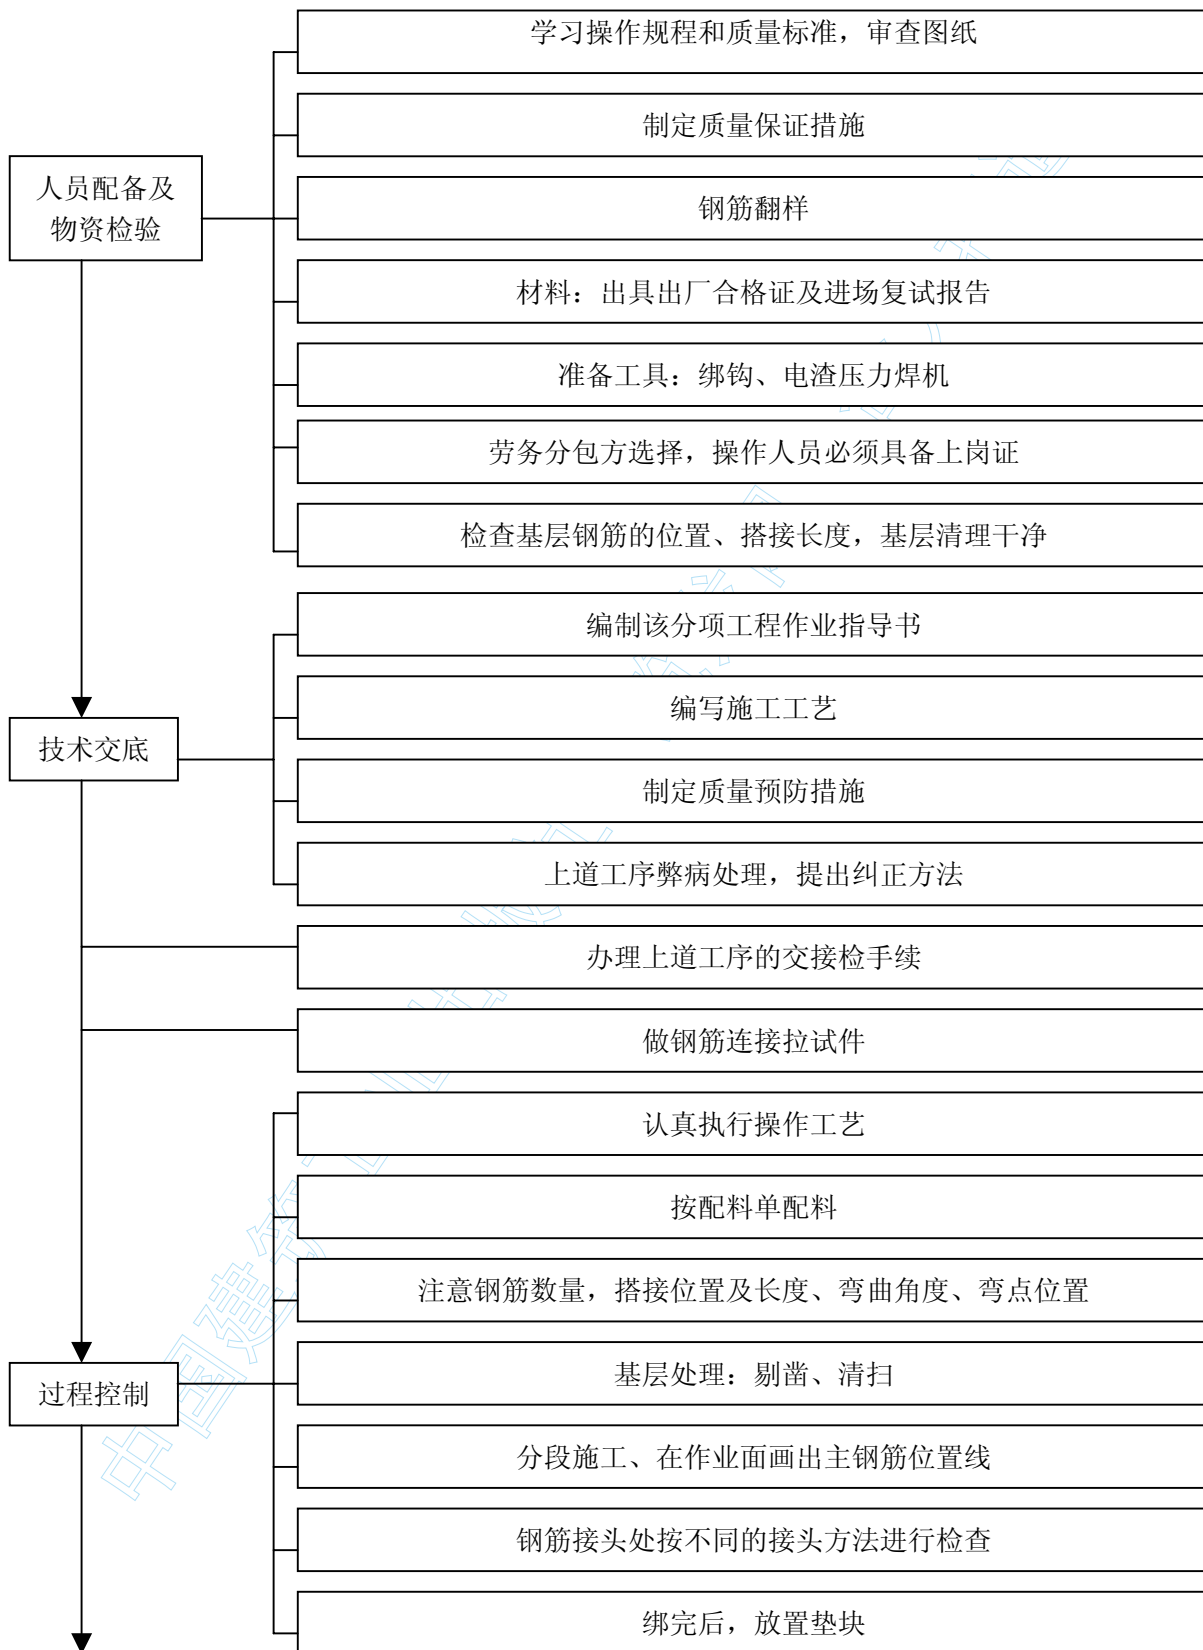 学习操作规程和质量标准，审查图纸
制定质量保证措施
人员配备及
物资检验
钢筋翻样
材料：出具出厂合格证及进场复试报告
准备工具：绑钩、电渣压力焊机
劳务分包方选择，操作人员必须具备上岗证
检查基层钢筋的位置、搭接长度，基层清理干净
编制该分项工程作业指导书
编写施工工艺
技术交底
制定质量预防措施
上道工序弊病处理，提出纠正方法
办理上道工序的交接检手续
做钢筋连接拉试件
认真执行操作工艺
按配料单配料
注意钢筋数量，搭接位置及长度、弯曲角度、弯点位置
过程控制
基层处理：剔凿、清扫
分段施工、在作业面画出主钢筋位置线
钢筋接头处按不同的接头方法进行检查
绑完后，放置垫块